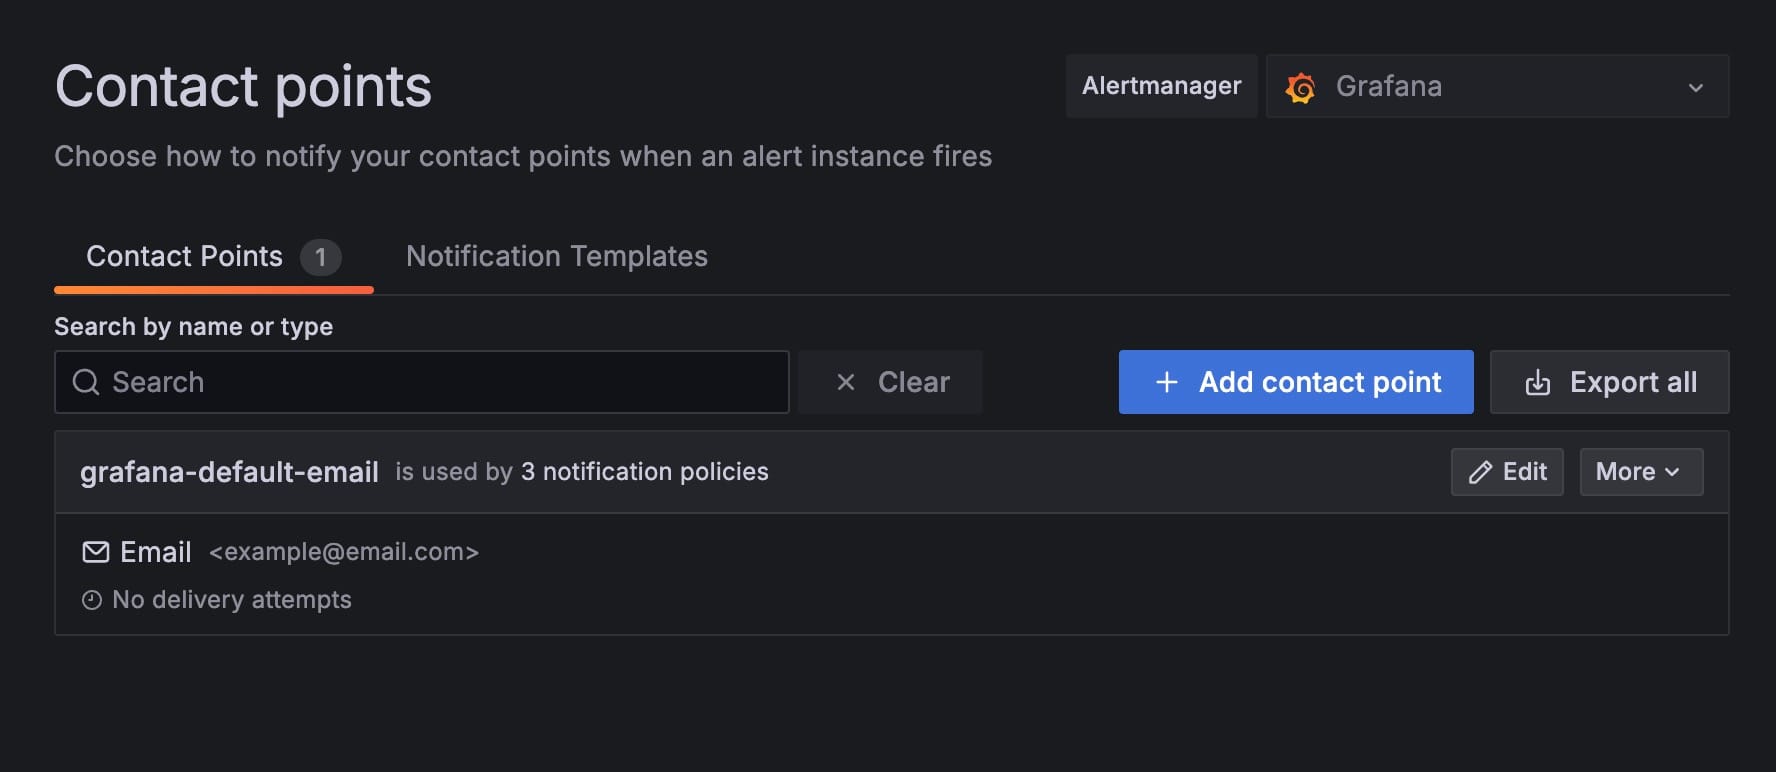 Contact points
Alertmanager
Grafana
Choose how to notify your contact points when an alert instance fires
Contact Points 1
Notification Templates
Search by name or type
Search
Clear
Add contact point
Export all
grafana-default-email is used by 3 notification policies
Edit
More
Email <example@email.com>
No delivery attempts